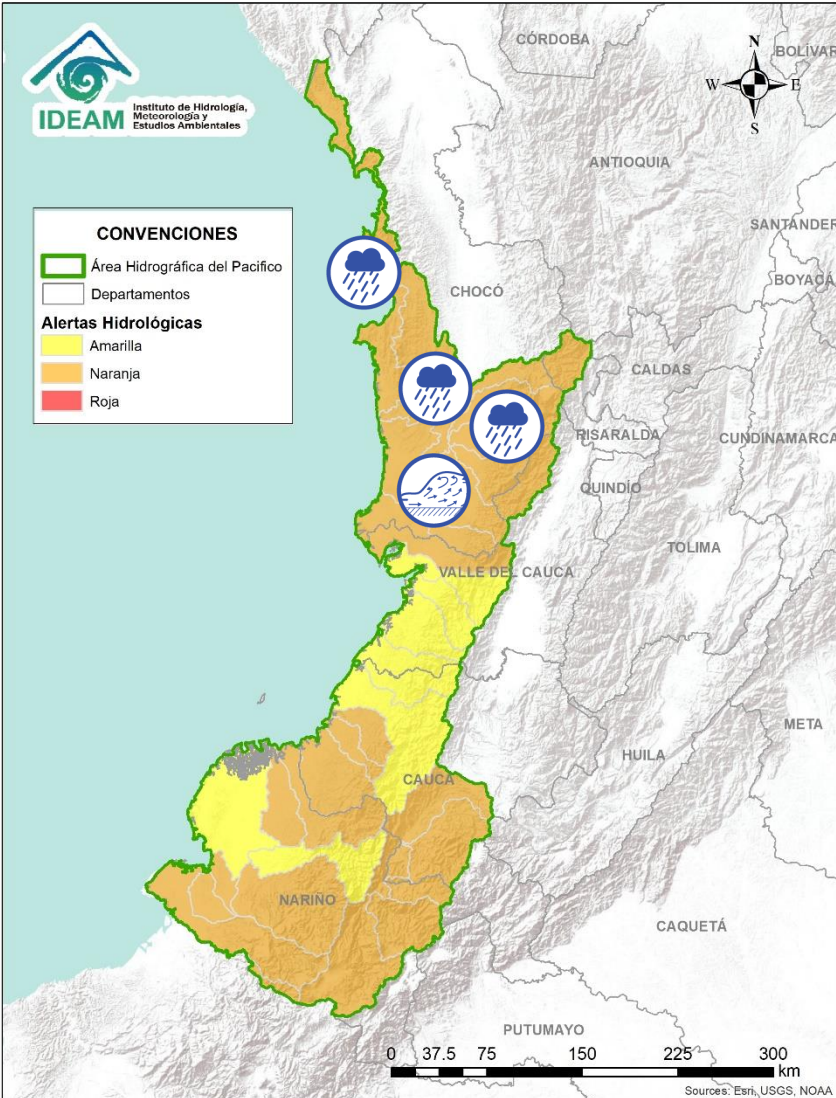 IDEAM
Instituto de Hidrología,
Meteorología y
Estudios Ambientales
CÓRDOBA
BOLÍVAR
N
W
E
S
ANTIOQUIA
SANTANDER
BOYACÁ
CHOCÓ
CONVENCIONES
Área Hidrográfica del Pacifico
Departamentos
Alertas Hidrológicas
Amarilla
Naranja
Roja
CALDAS
RISARALDA
CUNDINAMARCA
QUINDÍO
TOLIMA
VALLE DEL CAUCA
META
HUILA
CAUCA
NARIÑO
CAQUETÁ
PUTUMAYO
0 37.5 75 150 225 300
km
Sources: Esri, USGS, NOAA